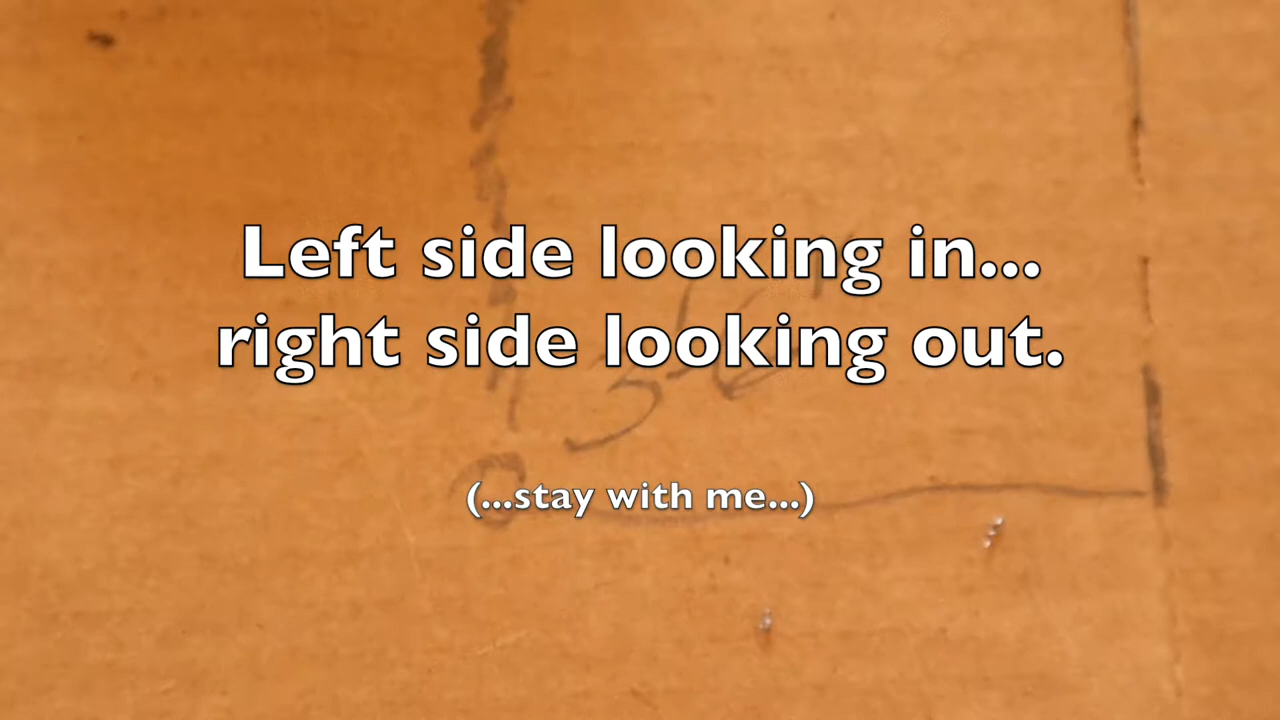 Left side looking in...
right side looking out.
(...stay with me...)